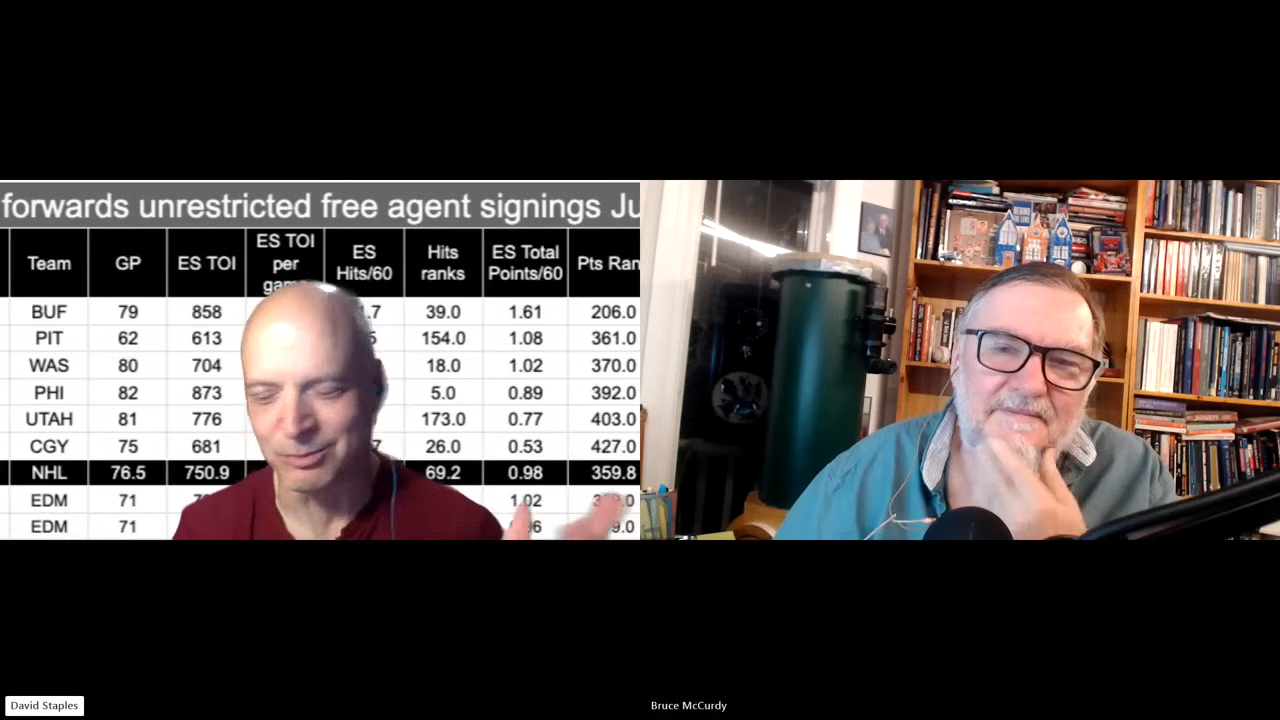 forwards unrestricted free agent signings Ju
Team GP ES TOI ES TOI per ES Hits/60 Hits ranks ES Total Points/60 Pts Ran
BUF 79 858 .7 39.0 1.61 206.0
PIT 62 613 154.0 1.08 361.0
WAS 80 704 18.0 1.02 370.0
PHI 82 873 5.0 0.89 392.0
UTAH 81 776 173.0 0.77 403.0
CGY 75 681 26.0 0.53 427.0
NHL 76.5 750.9 69.2 0.98 359.8
EDM 71 1.02
EDM 71
BEHIND THE
David Staples
Bruce McCurdy